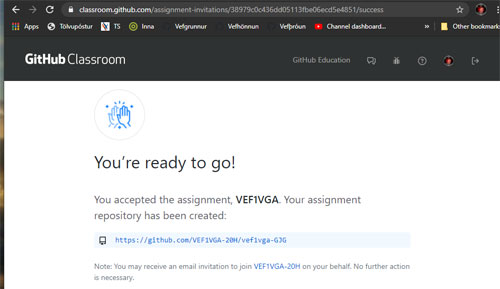 classroom.github.com/assignment-invitations/38979c0c436dd05113fbe06ecd5e4851/success
Apps Tölvupóstur TS Inna Vefgrunnur Vefhönnun Vefþróun Channel dashboard... » Other bookmarks
GitHub Classroom GitHub Education
You're ready to go!
You accepted the assignment, VEF1VGA. Your assignment
repository has been created:
https://github.com/VEF1VGA-20H/vef1vga-GJG
Note: You may receive an email invitation to join VEF1VGA-20H on your behalf. No further action
is necessary.